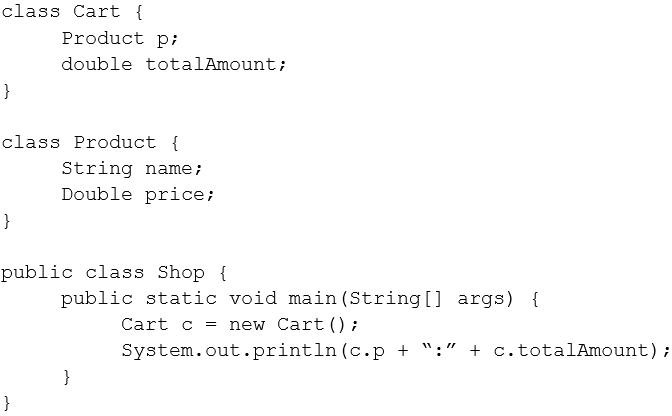 class Cart {
Product p;
double totalAmount;
}
class Product {
String name;
Double price;
}
public class Shop {
public static void main(String[] args) {
Cart c = new Cart();
System.out.println(c.p + “:” + c.totalAmount);
}
}